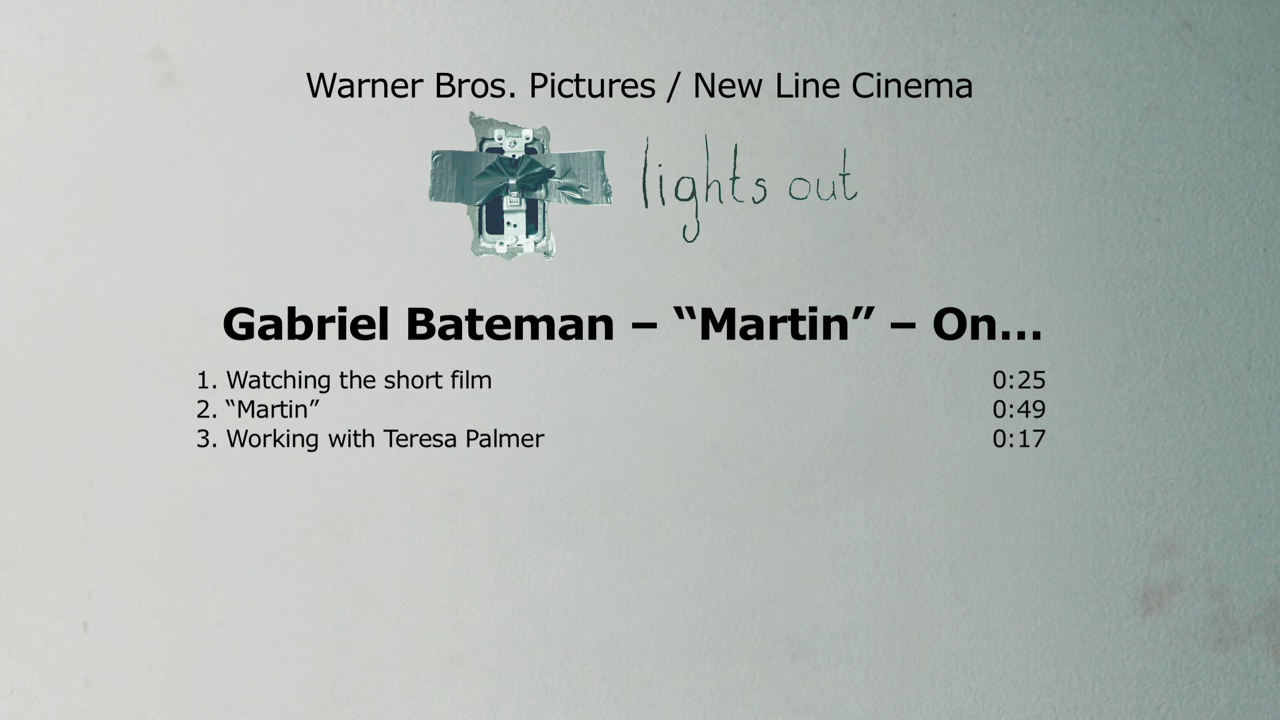 Warner Bros. Pictures / New Line Cinema
lights out
Gabriel Bateman – “Martin” – On...
1. Watching the short film 0:25
2. “Martin” 0:49
3. Working with Teresa Palmer 0:17